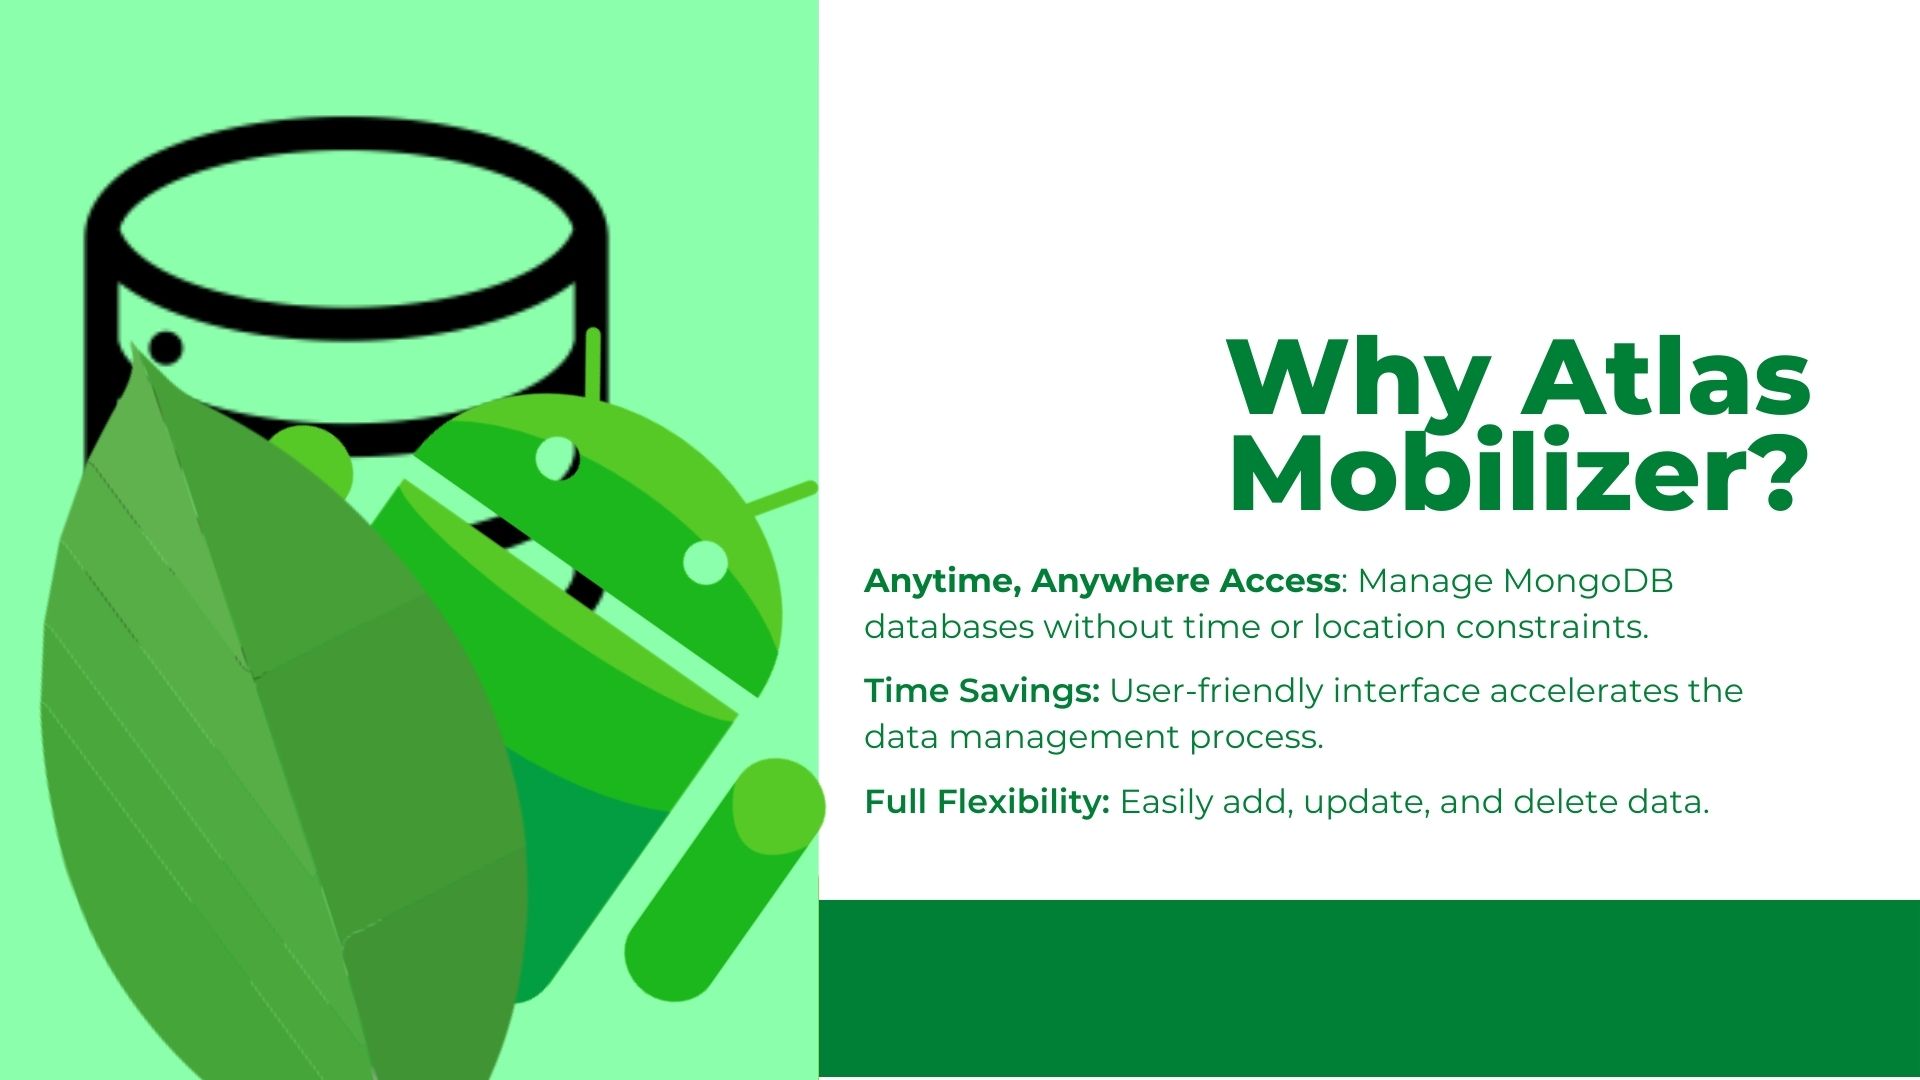 Why Atlas
Mobilizer?
Anytime, Anywhere Access: Manage MongoDB
databases without time or location constraints.
Time Savings: User-friendly interface accelerates the
data management process.
Full Flexibility: Easily add, update, and delete data.